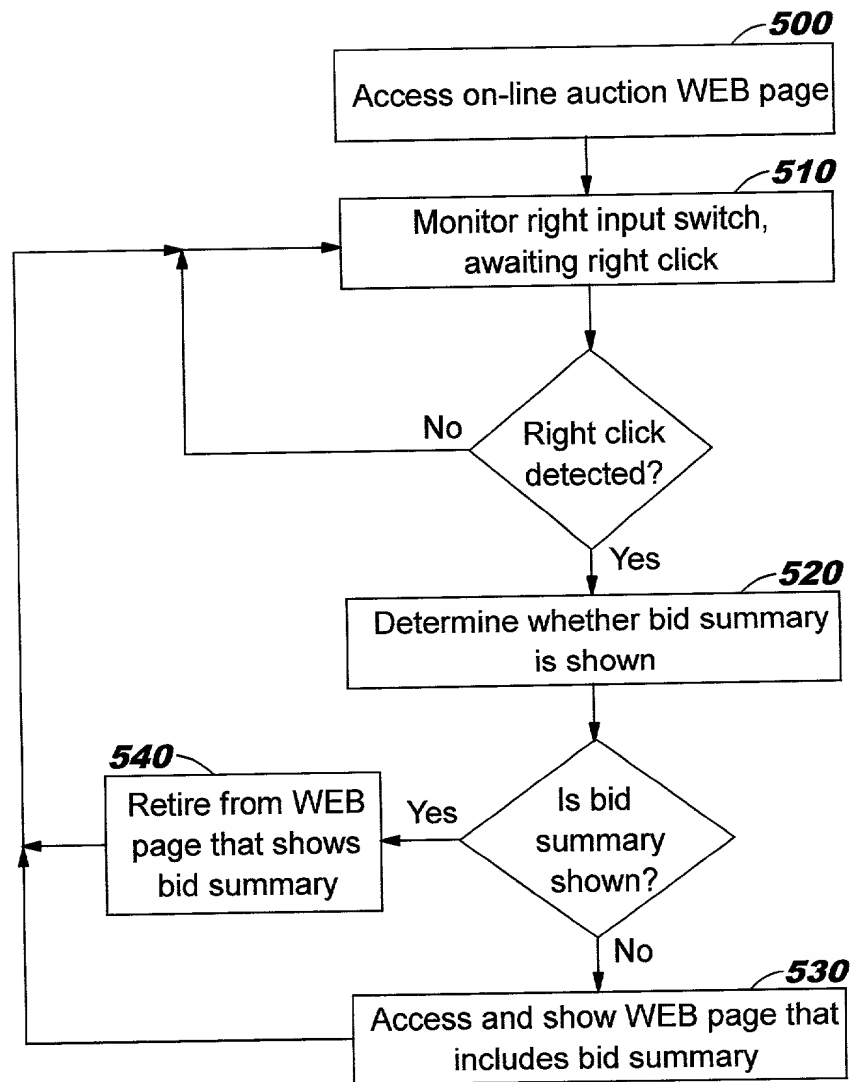 500
Access on-line auction WEB page
510
Monitor right input switch,
awaiting right click
No
Right click
detected?
Yes
520
Determine whether bid summary
is shown
540
Retire from WEB
page that shows
bid summary
Yes
Is bid
summary
shown?
No
530
Access and show WEB page that
includes bid summary